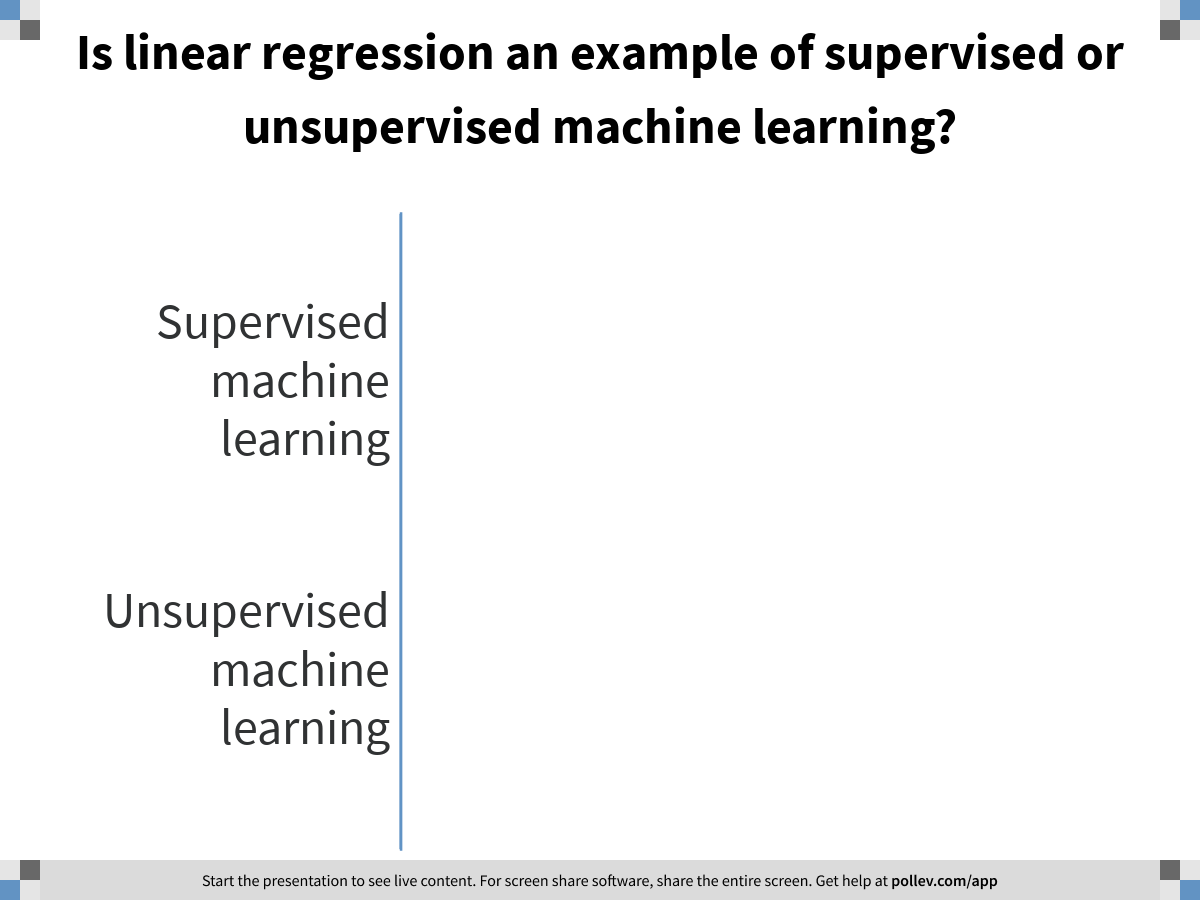 Is linear regression an example of supervised or
unsupervised machine learning?
Supervised
machine
learning
Unsupervised
machine
learning
Start the presentation to see live content. For screen share software, share the entire screen. Get help at pollev.com/app